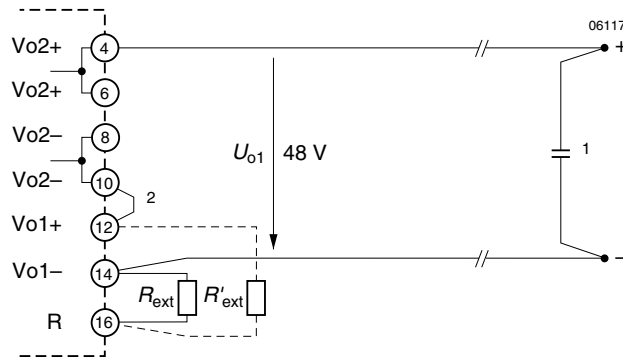 06117
Vo2+
4
+
Vo2+
6
Vo2–
8
Uo1 48 V
1
Vo2–
10
2
Vo1+
12
Vo1–
14
–
Rext
R'ext
R
16